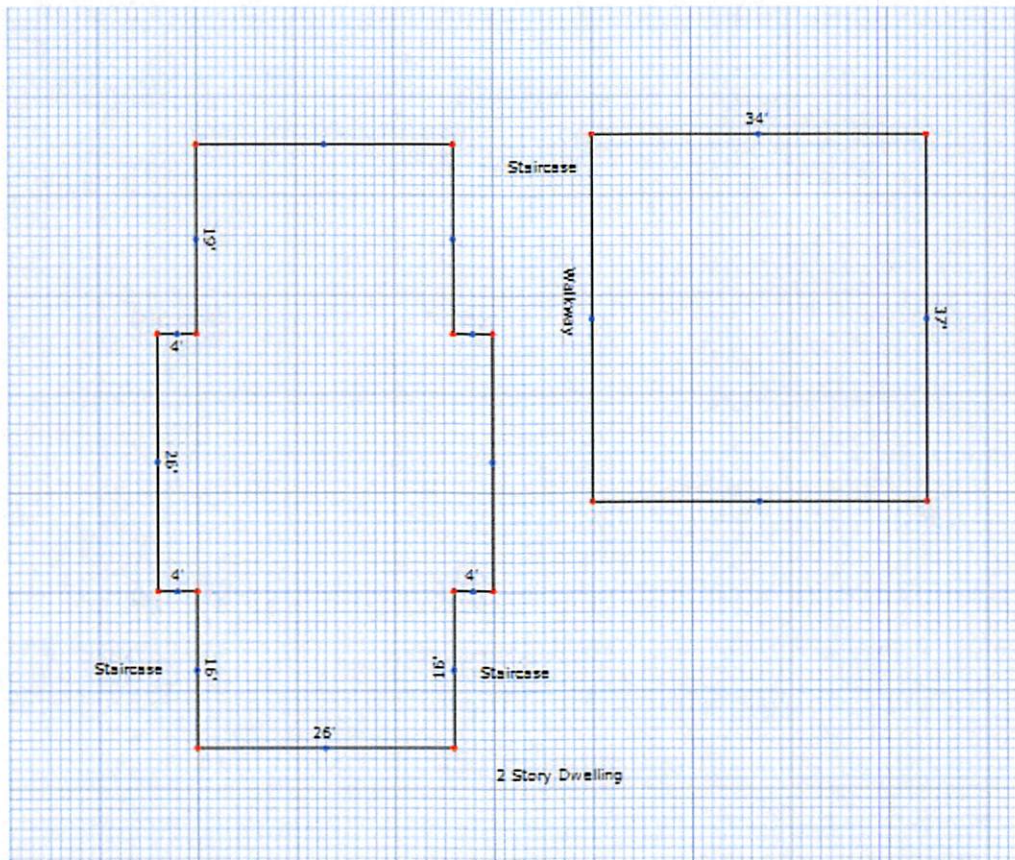 34'
Staircase
19'
Walkway
37'
4'
26'
4'
4'
Staircase
16'
16'
Staircase
26'
2 Story Dwelling